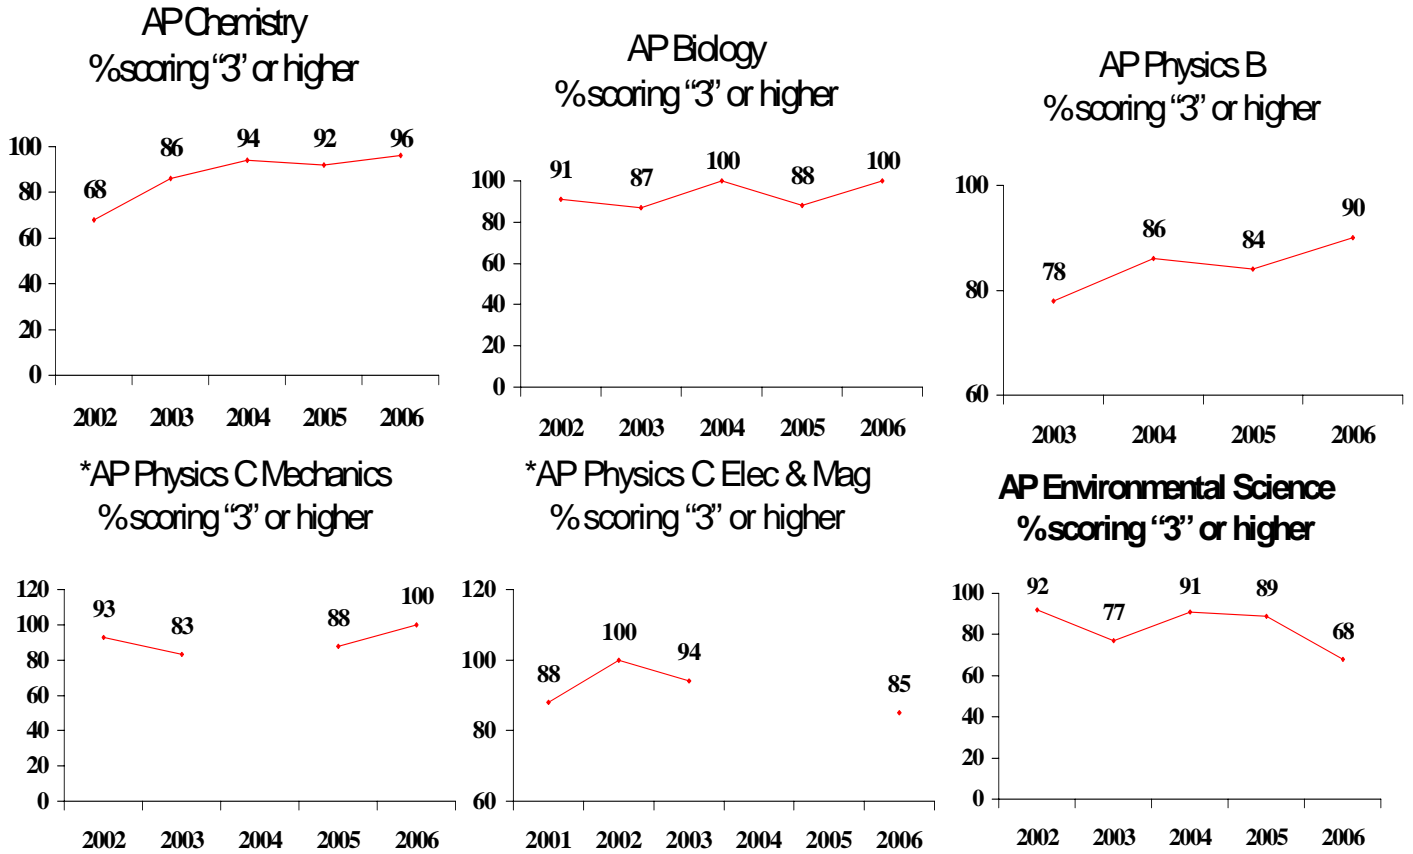 AP Chemistry
% scoring “3” or higher
68 86 94 92 96
100
80
60
40
20
0
2002 2003 2004 2005 2006
AP Biology
% scoring “3” or higher
91 87 100 88 100
100
80
60
40
20
0
2002 2003 2004 2005 2006
AP Physics B
% scoring “3” or higher
78 86 84 90
100
80
60
2003 2004 2005 2006
*AP Physics C Mechanics
% scoring “3” or higher
93 83 88 100
120
100
80
60
40
20
0
2002 2003 2004 2005 2006
*AP Physics C Elec & Mag
% scoring “3” or higher
88 100 94 85
120
100
80
60
2001 2002 2003 2004 2005 2006
AP Environmental Science
% scoring “3” or higher
92 77 91 89 68
100
80
60
40
20
0
2002 2003 2004 2005 2006